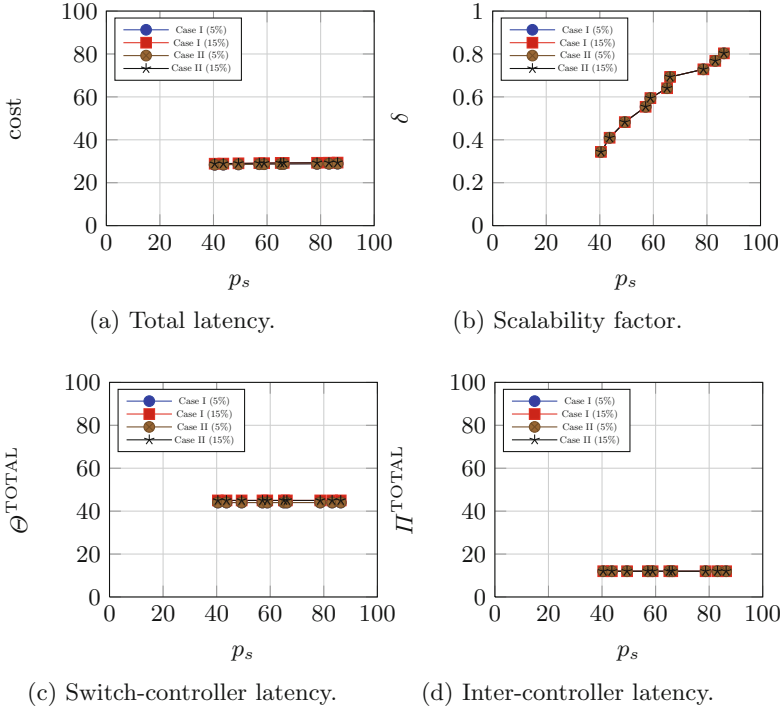 100
80
60
40
20
0
0
20
40
60
80
100
cost
p_s
Case I (5%)
Case I (15%)
Case II (5%)
Case II (15%)
(a) Total latency.
1
0.8
0.6
0.4
0.2
0
0
20
40
60
80
100
δ
p_s
Case I (5%)
Case I (15%)
Case II (5%)
Case II (15%)
(b) Scalability factor.
100
80
60
40
20
0
0
20
40
60
80
100
Θ^TOTAL
p_s
Case I (5%)
Case I (15%)
Case II (5%)
Case II (15%)
(c) Switch-controller latency.
100
80
60
40
20
0
0
20
40
60
80
100
Π^TOTAL
p_s
Case I (5%)
Case I (15%)
Case II (5%)
Case II (15%)
(d) Inter-controller latency.